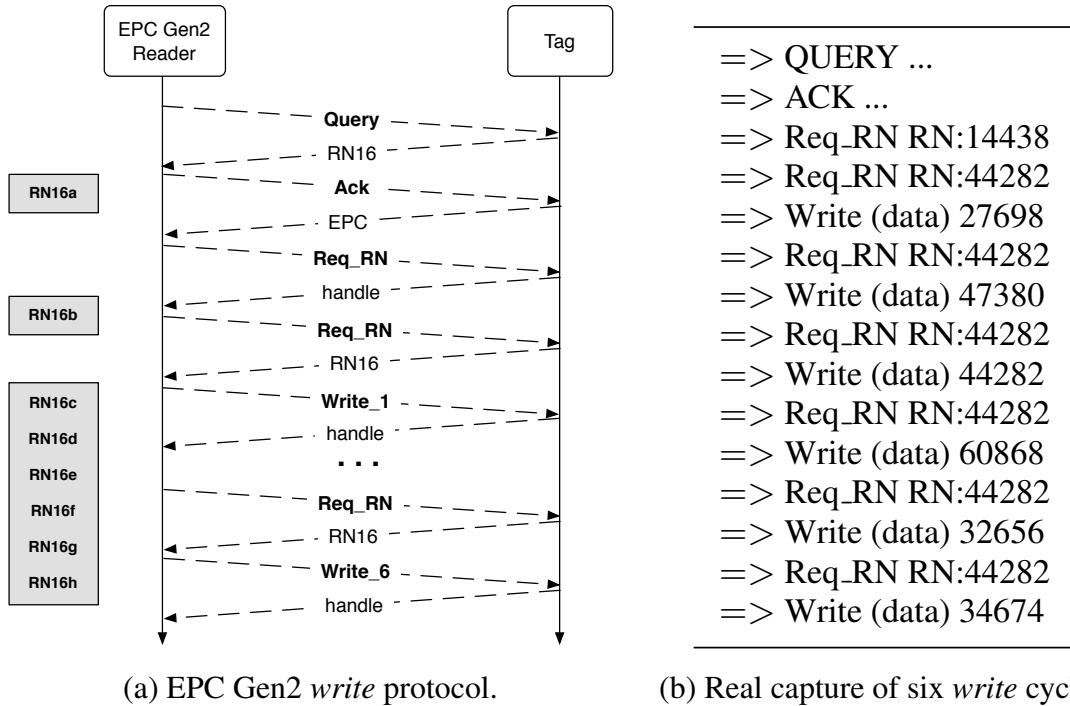 EPC Gen2
Reader
Tag
Query
RN16
RN16a
Ack
EPC
Req_RN
handle
RN16b
Req_RN
RN16
RN16c
Write_1
RN16d
handle
RN16e
. . .
RN16f
Req_RN
RN16
RN16g
Write_6
RN16h
handle
(a) EPC Gen2 write protocol.
=> QUERY ...
=> ACK ...
=> Req_RN RN:14438
=> Req_RN RN:44282
=> Write (data) 27698
=> Req_RN RN:44282
=> Write (data) 47380
=> Req_RN RN:44282
=> Write (data) 44282
=> Req_RN RN:44282
=> Write (data) 60868
=> Req_RN RN:44282
=> Write (data) 32656
=> Req_RN RN:44282
=> Write (data) 34674
(b) Real capture of six write cyc